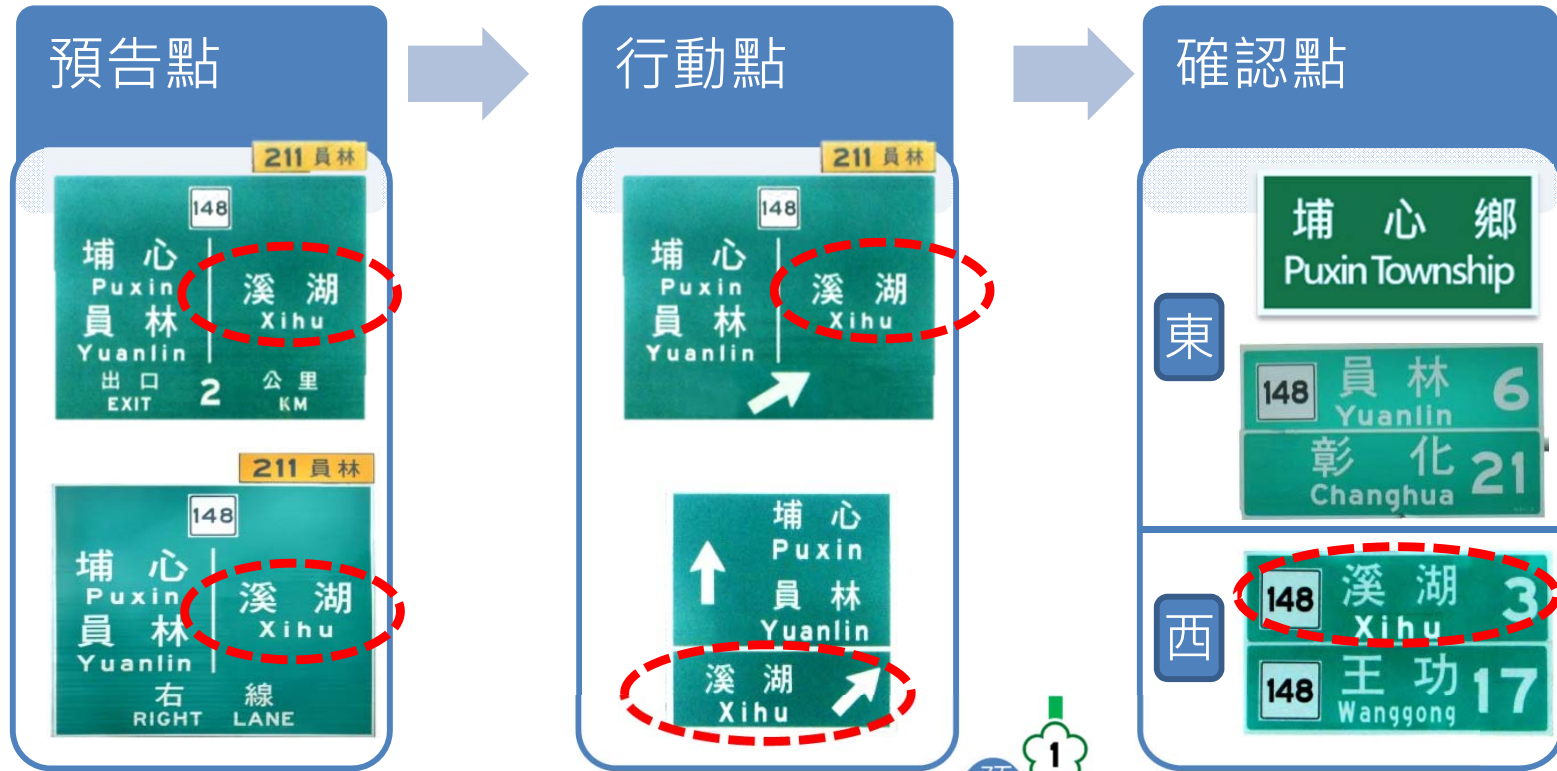 預告點
211 員林
148
埔心
Puxin
員林
Yuanlin
溪湖
Xihu
出口 2 公里
EXIT KM
211 員林
148
埔心
Puxin
員林
Yuanlin
溪湖
Xihu
右線
RIGHT LANE
行動點
211 員林
148
埔心
Puxin
員林
Yuanlin
溪湖
Xihu
埔心
Puxin
員林
Yuanlin
溪湖
Xihu
1
確認點
埔心鄉
Puxin Township
東
148 員林 6
Yuanlin
彰化 21
Changhua
西
148 溪湖 3
Xihu
148 王功 17
Wanggong